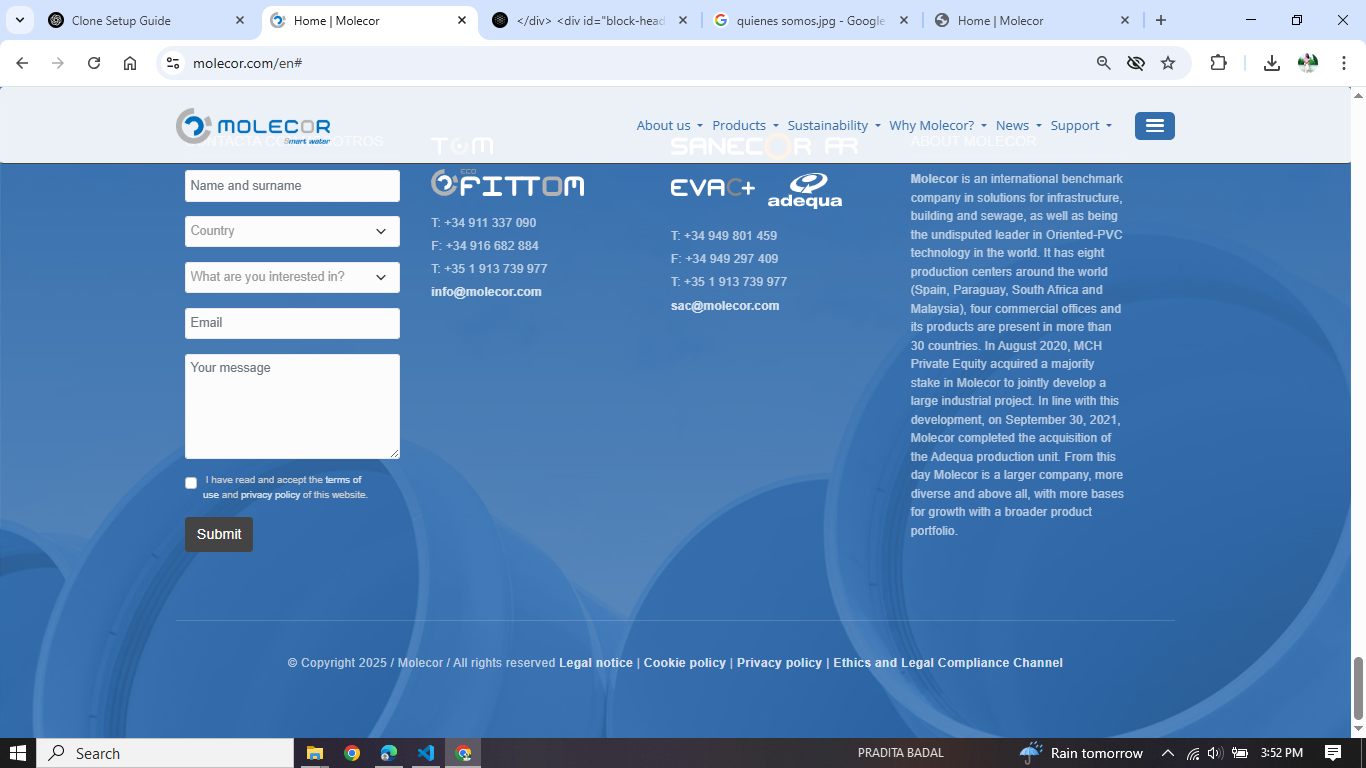 Clone Setup Guide
Home | Molecor
</div> <div id="block-head
quienes somos.jpg - Google
Home | Molecor
molecor.com/en#
MOLECOR
Smart water
About us
Products
Sustainability
Why Molecor?
News
Support
CONTACTA CON NOSOTROS
TOM
SANECOR AR
ABOUT MOLECOR
Name and surname
Country
What are you interested in?
Email
Your message
I have read and accept the terms of
use and privacy policy of this website.
Submit
ECO
FITTOM
T: +34 911 337 090
F: +34 916 682 884
T: +35 1 913 739 977
info@molecor.com
EVAC+
adequa
T: +34 949 801 459
F: +34 949 297 409
T: +35 1 913 739 977
sac@molecor.com
Molecor is an international benchmark
company in solutions for infrastructure,
building and sewage, as well as being
the undisputed leader in Oriented-PVC
technology in the world. It has eight
production centers around the world
(Spain, Paraguay, South Africa and
Malaysia), four commercial offices and
its products are present in more than
30 countries. In August 2020, MCH
Private Equity acquired a majority
stake in Molecor to jointly develop a
large industrial project. In line with this
development, on September 30, 2021,
Molecor completed the acquisition of
the Adequa production unit. From this
day Molecor is a larger company, more
diverse and above all, with more bases
for growth with a broader product
portfolio.
© Copyright 2025 / Molecor / All rights reserved Legal notice | Cookie policy | Privacy policy | Ethics and Legal Compliance Channel
Search
PRADITA BADAL
Rain tomorrow
3:52 PM